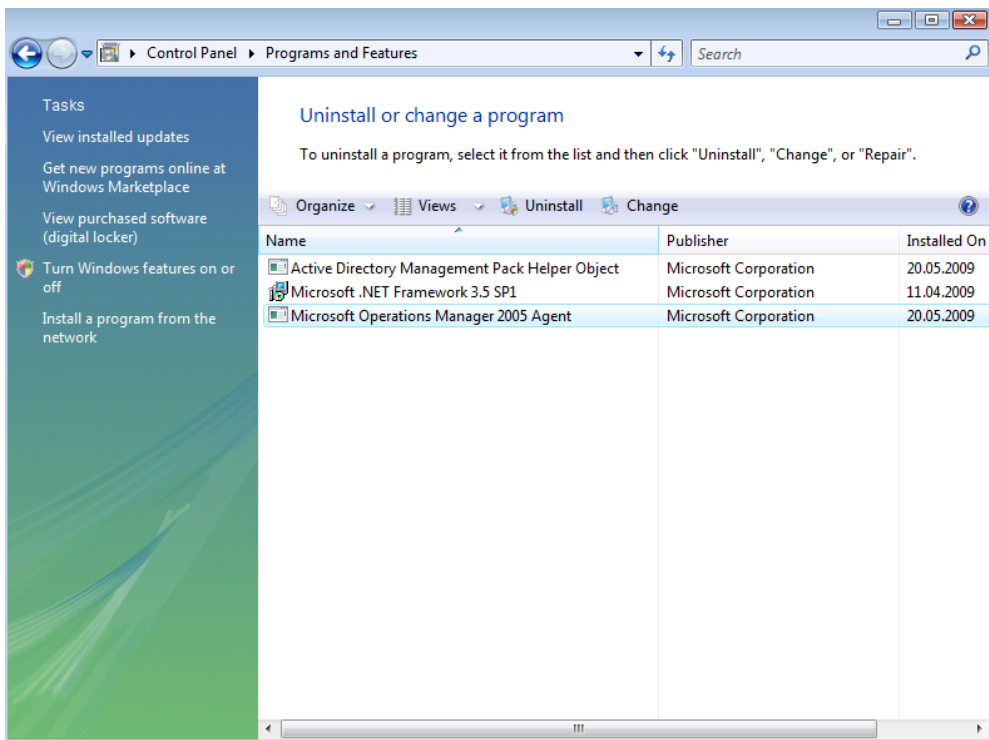 Control Panel Programs and Features Search
Tasks
View installed updates
Get new programs online at
Windows Marketplace
View purchased software
(digital locker)
Turn Windows features on or
off
Install a program from the
network
Uninstall or change a program
To uninstall a program, select it from the list and then click "Uninstall", "Change", or "Repair".
Organize Views Uninstall Change
Name Publisher Installed On
Active Directory Management Pack Helper Object Microsoft Corporation 20.05.2009
Microsoft .NET Framework 3.5 SP1 Microsoft Corporation 11.04.2009
Microsoft Operations Manager 2005 Agent Microsoft Corporation 20.05.2009